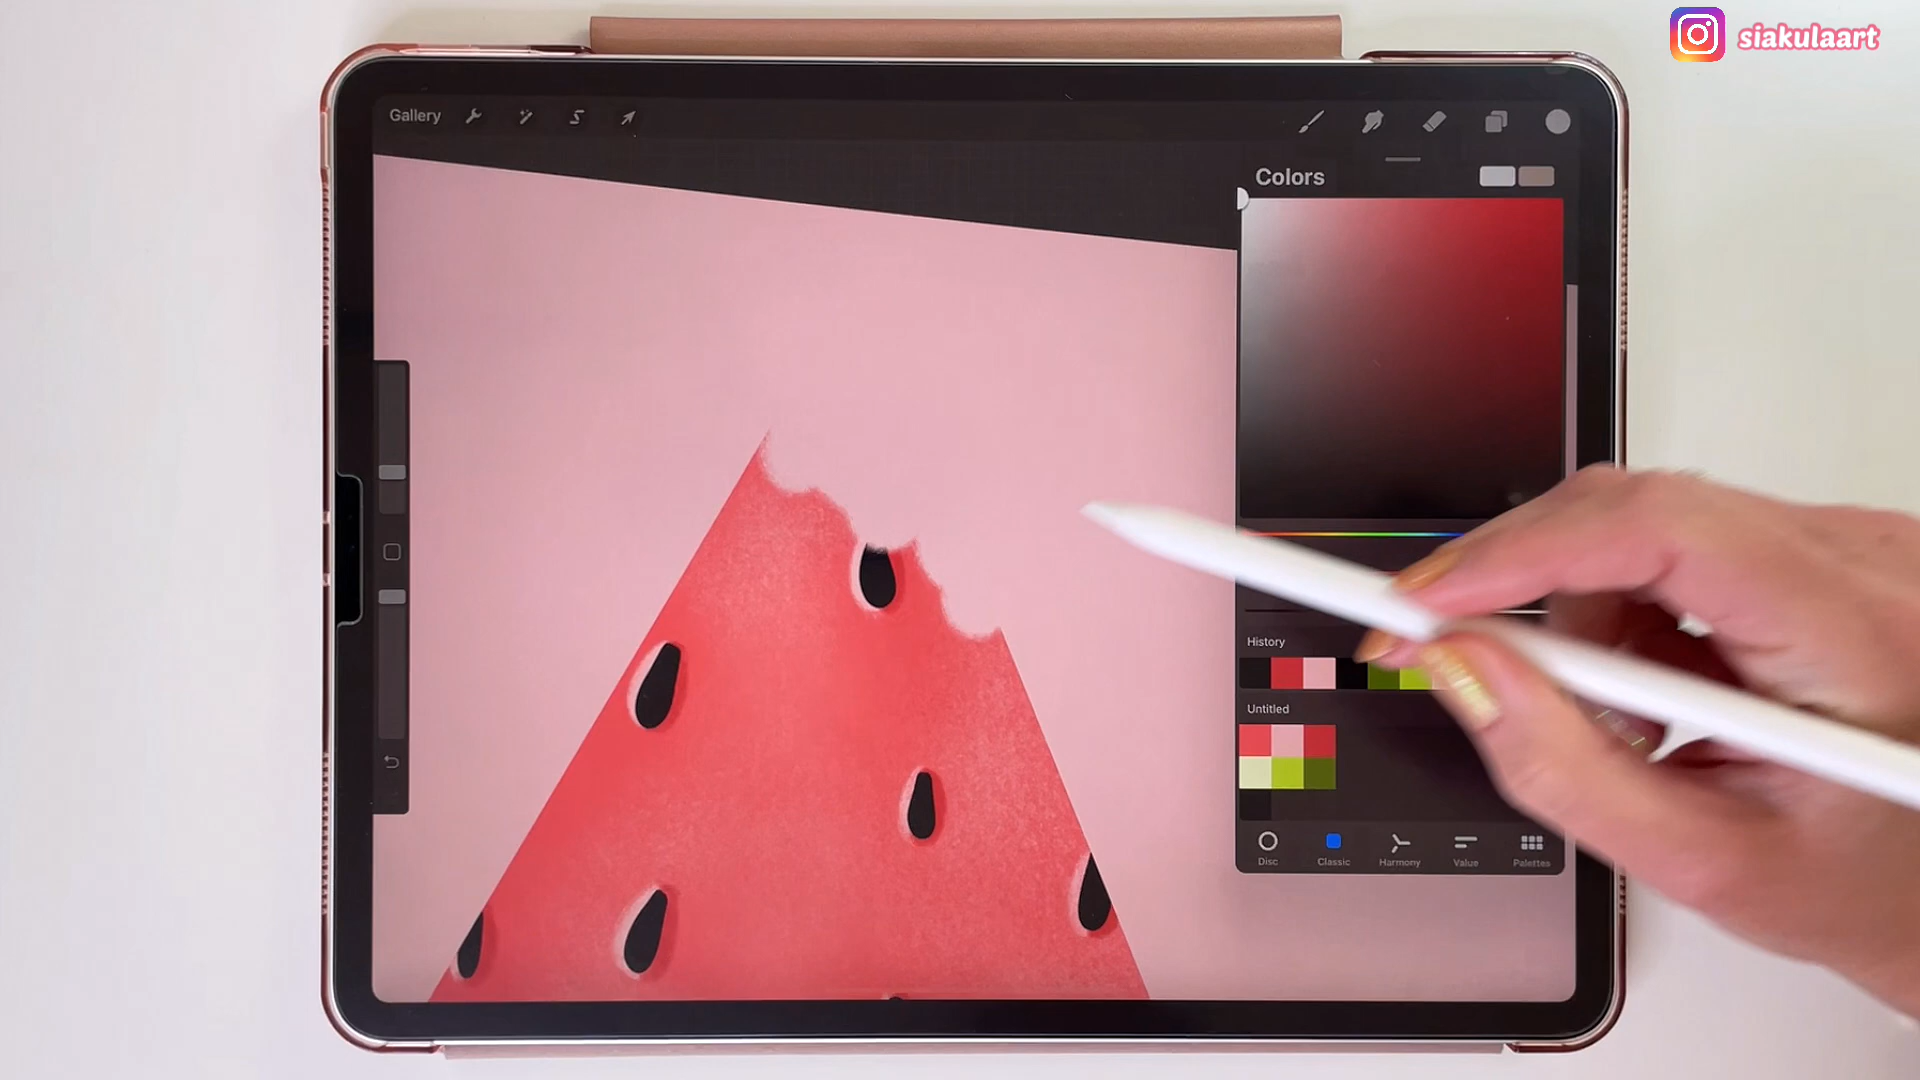 siakulaart
Gallery
Colors
History
Untitled
Disc
Classic
Harmony
Value
Palettes